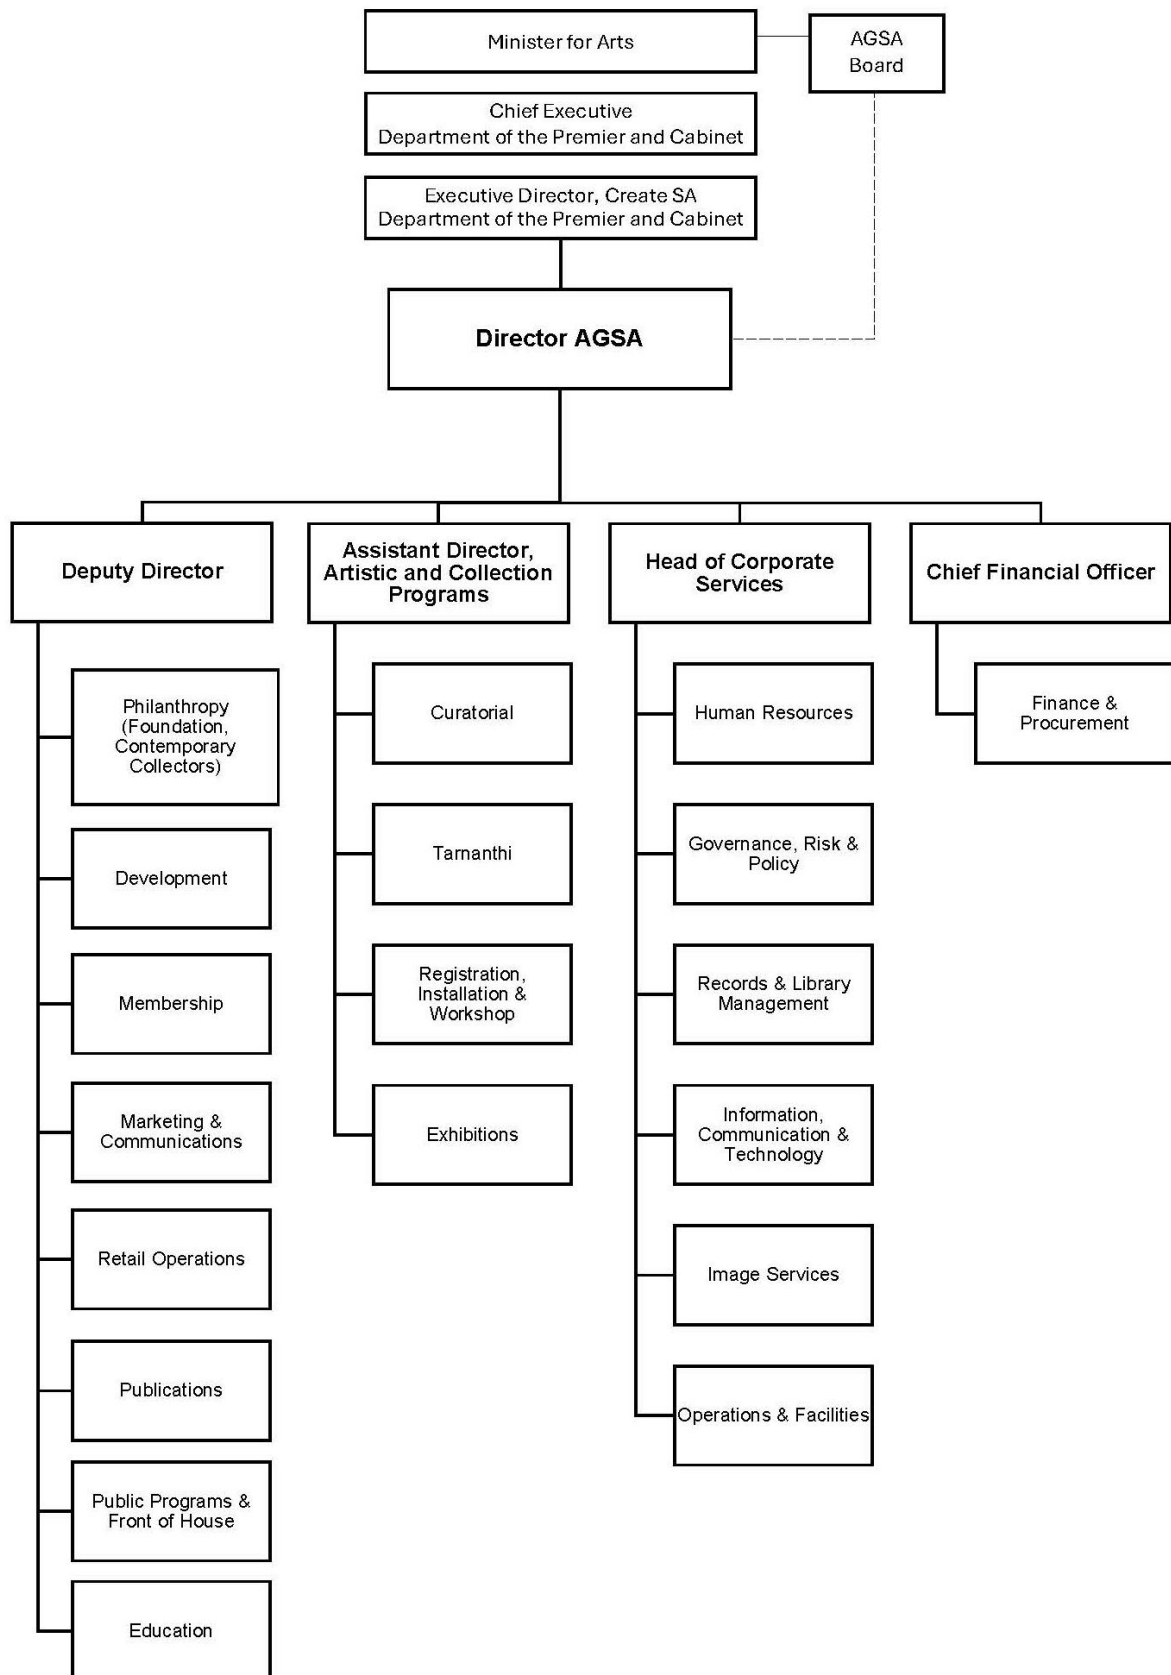 Minister for Arts
AGSA
Board
Chief Executive
Department of the Premier and Cabinet
Executive Director, Create SA
Department of the Premier and Cabinet
Director AGSA
Deputy Director
Assistant Director,
Artistic and Collection
Programs
Head of Corporate
Services
Chief Financial Officer
Philanthropy
(Foundation,
Contemporary
Collectors)
Development
Membership
Marketing &
Communications
Retail Operations
Publications
Public Programs &
Front of House
Education
Curatorial
Tarnanthi
Registration,
Installation &
Workshop
Exhibitions
Human Resources
Governance, Risk &
Policy
Records & Library
Management
Information,
Communication &
Technology
Image Services
Operations & Facilities
Finance &
Procurement